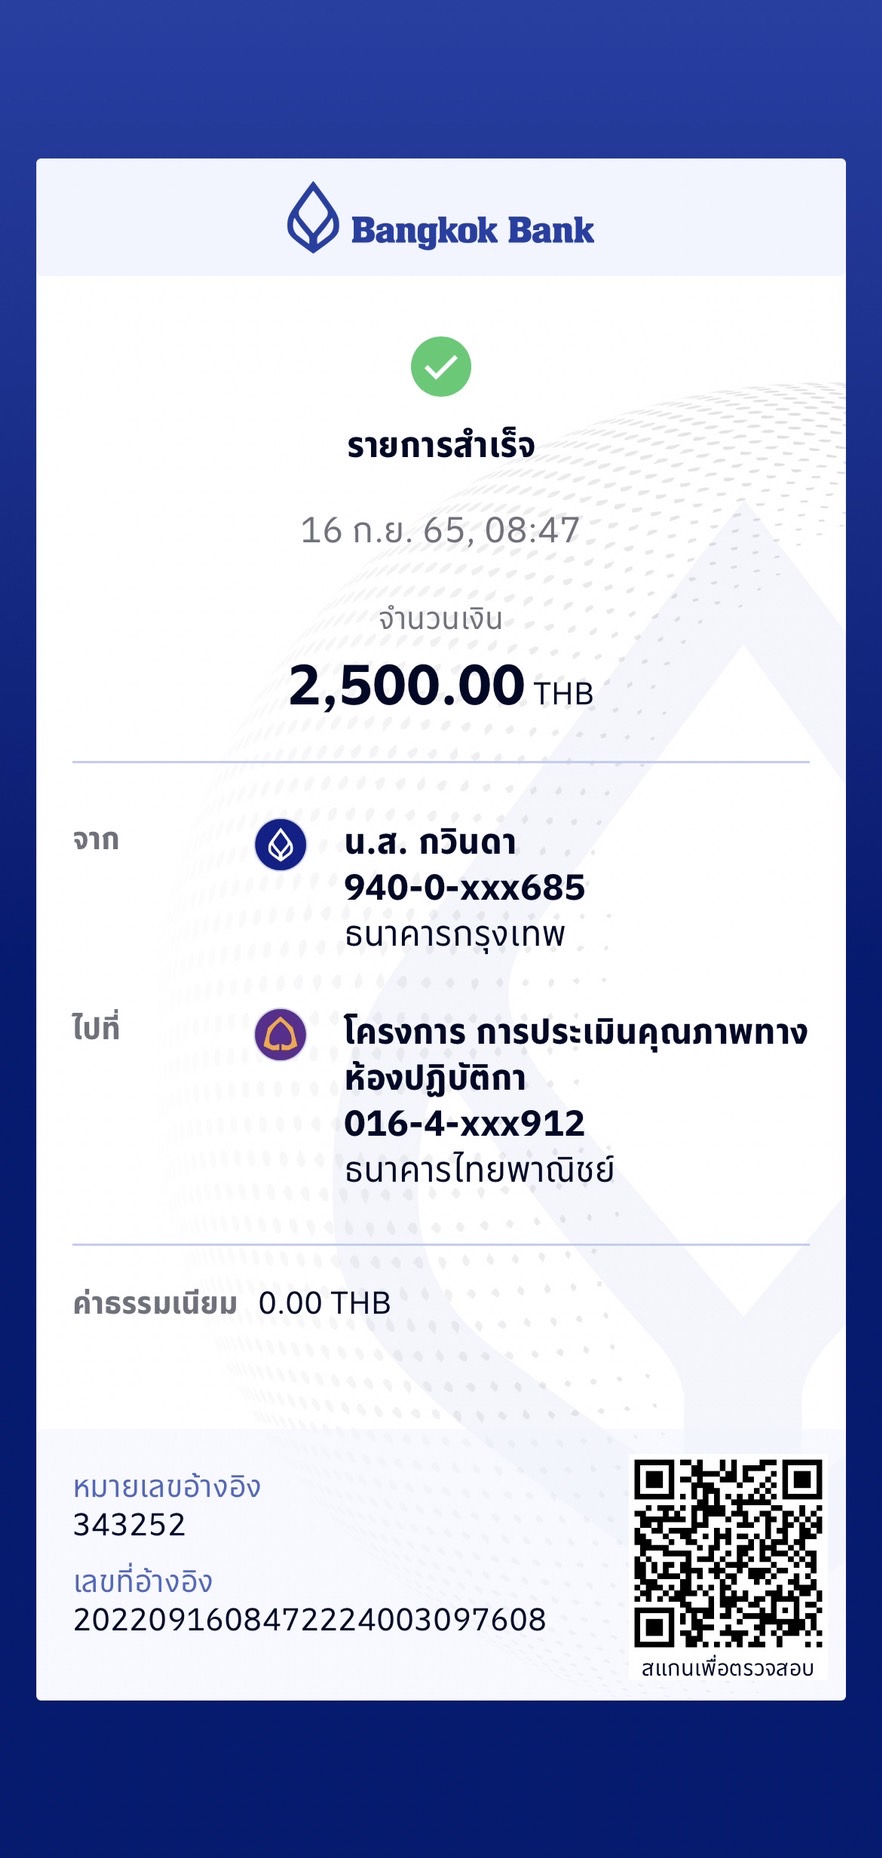 Bangkok Bank
รายการสำเร็จ
16 ก.ย. 65, 08:47
จำนวนเงิน
2,500.00 THB
จาก
น.ส. กวินดา
940-0-xxx685
ธนาคารกรุงเทพ
ไปที่
โครงการ การประเมินคุณภาพทาง
ห้องปฏิบัติกา
016-4-xxx912
ธนาคารไทยพาณิชย์
ค่าธรรมเนียม 0.00 THB
หมายเลขอ้างอิง
343252
เลขที่อ้างอิง
2022091608472224003097608
สแกนเพื่อตรวจสอบ